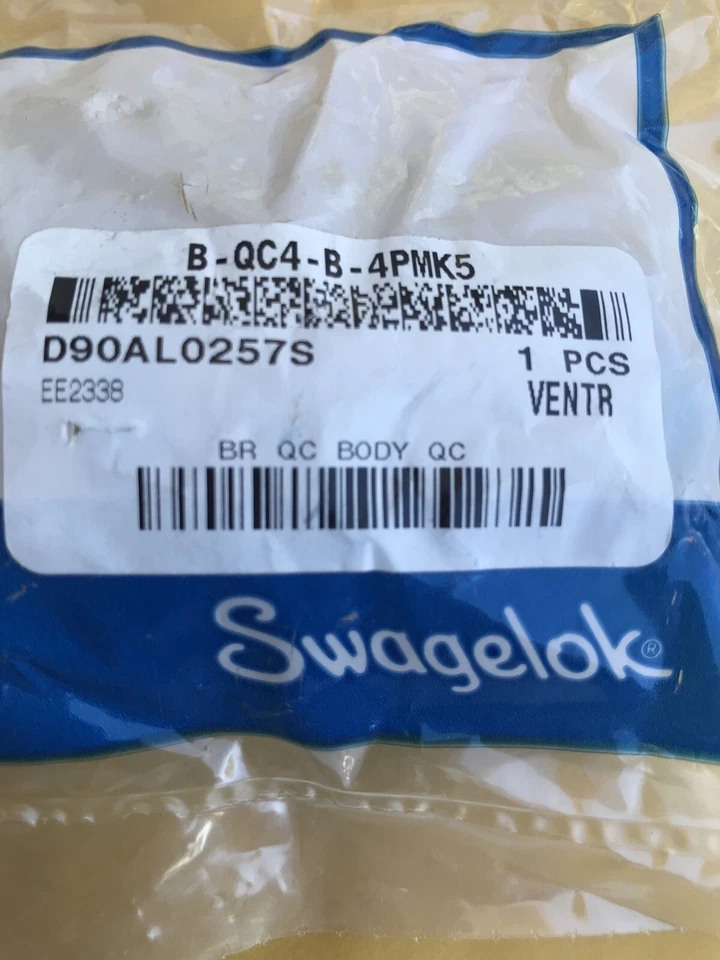 B-QC4-B-4PMK5
D90AL0257S
1 PCS
EE2338
VENTR
BR QC BODY QC
Swagelok®